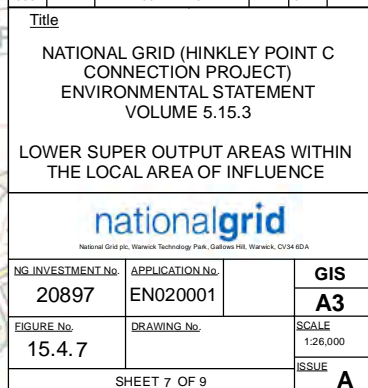 Title
NATIONAL GRID (HINKLEY POINT C
CONNECTION PROJECT)
ENVIRONMENTAL STATEMENT
VOLUME 5.15.3
LOWER SUPER OUTPUT AREAS WITHIN
THE LOCAL AREA OF INFLUENCE
nationalgrid
National Grid plc, Warwick Technology Park, Gallows Hill, Warwick, CV34 6DA
NG INVESTMENT No. APPLICATION No. GIS
20897 EN020001 A3
FIGURE No. DRAWING No. SCALE
15.4.7 1:26,000
SHEET 7 OF 9 ISSUE A